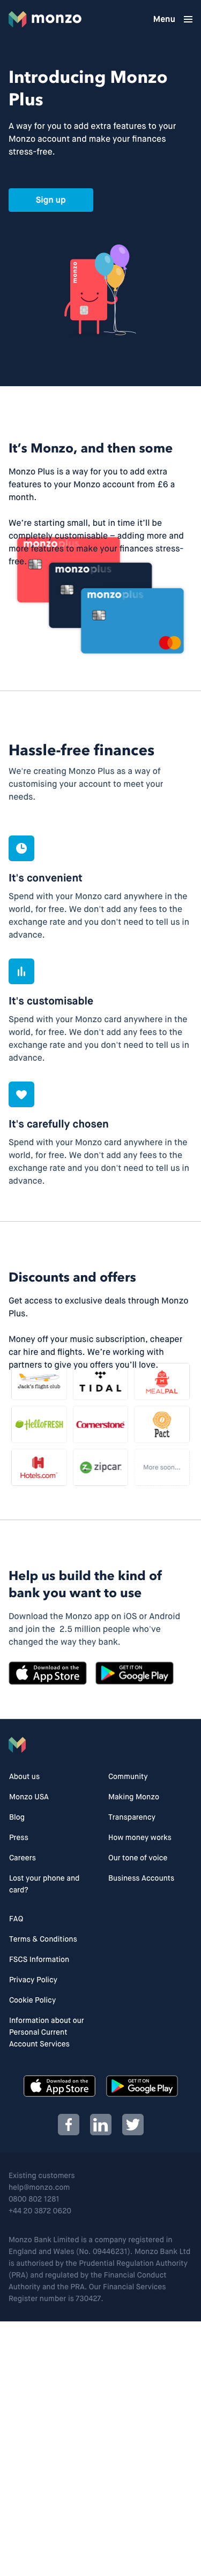 monzo
Menu
Introducing Monzo
Plus
A way for you to add extra features to your
Monzo account and make your finances
stress-free.
Sign up
monzo
It's Monzo, and then some
Monzo Plus is a way for you to add extra
features to your Monzo account from £6 a
month.
We're starting small, but in time it'll be
completely customisable – adding more and
more features to make your finances stress-
free.
monzoplus
monzoplus
monzoplus
Hassle-free finances
We're creating Monzo Plus as a way of
customising your account to meet your
needs.
It's convenient
Spend with your Monzo card anywhere in the
world, for free. We don't add any fees to the
exchange rate and you don't need to tell us in
advance.
It's customisable
Spend with your Monzo card anywhere in the
world, for free. We don't add any fees to the
exchange rate and you don't need to tell us in
advance.
It's carefully chosen
Spend with your Monzo card anywhere in the
world, for free. We don't add any fees to the
exchange rate and you don't need to tell us in
advance.
Discounts and offers
Get access to exclusive deals through Monzo
Plus.
Money off your music subscription, cheaper
car hire and flights. We're working with
partners to give you offers you'll love.
Jack's flight club
TIDAL
MEALPAL
HelloFRESH
Cornerstone
Pact
Hotels.com
zipcar
More soon...
Help us build the kind of
bank you want to use
Download the Monzo app on iOS or Android
and join the 2.5 million people who've
changed the way they bank.
Download on the
App Store
GET IT ON
Google Play
About us
Community
Monzo USA
Making Monzo
Blog
Transparency
Press
How money works
Careers
Our tone of voice
Lost your phone and
card?
Business Accounts
FAQ
Terms & Conditions
FSCS Information
Privacy Policy
Cookie Policy
Information about our
Personal Current
Account Services
Download on the
App Store
GET IT ON
Google Play
Existing customers
help@monzo.com
0800 802 1281
+44 20 3872 0620
Monzo Bank Limited is a company registered in
England and Wales (No. 09446231). Monzo Bank Ltd
is authorised by the Prudential Regulation Authority
(PRA) and regulated by the Financial Conduct
Authority and the PRA. Our Financial Services
Register number is 730427.